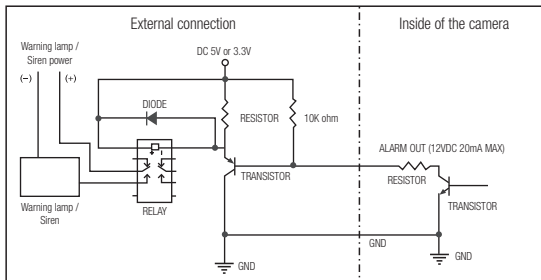 External connection
Inside of the camera
Warning lamp /
Siren power
(−)
(+)
DC 5V or 3.3V
DIODE
RESISTOR
10K ohm
ALARM OUT (12VDC 20mA MAX)
RESISTOR
TRANSISTOR
TRANSISTOR
RELAY
Warning lamp /
Siren
GND
GND
GND